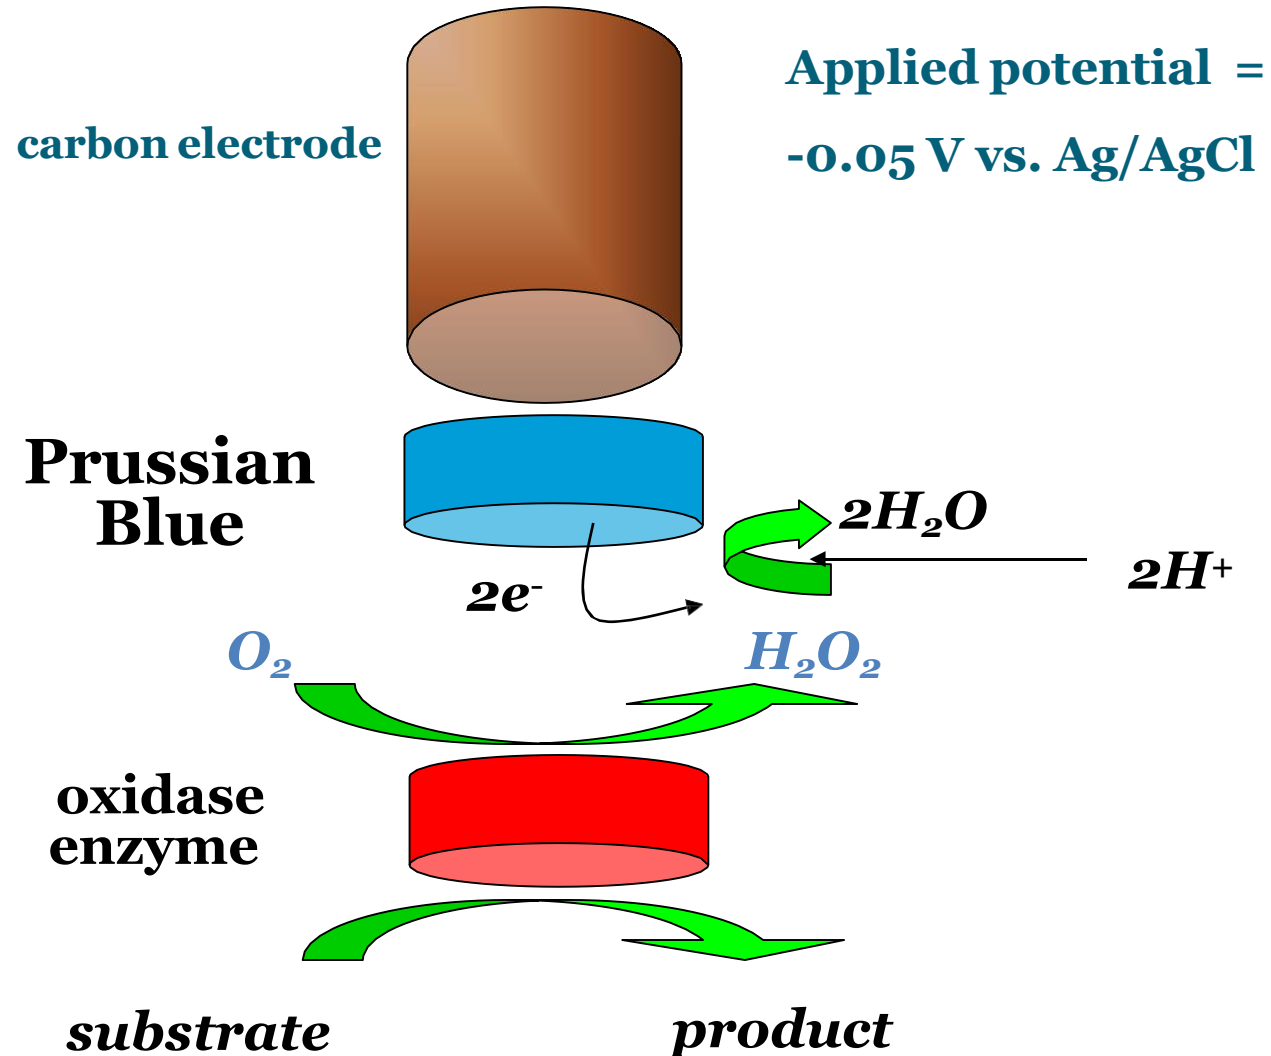 Applied potential =
-0.05 V vs. Ag/AgCl
carbon electrode
Prussian
Blue
2H₂O
2H⁺
2e⁻
O₂
H₂O₂
oxidase
enzyme
substrate
product